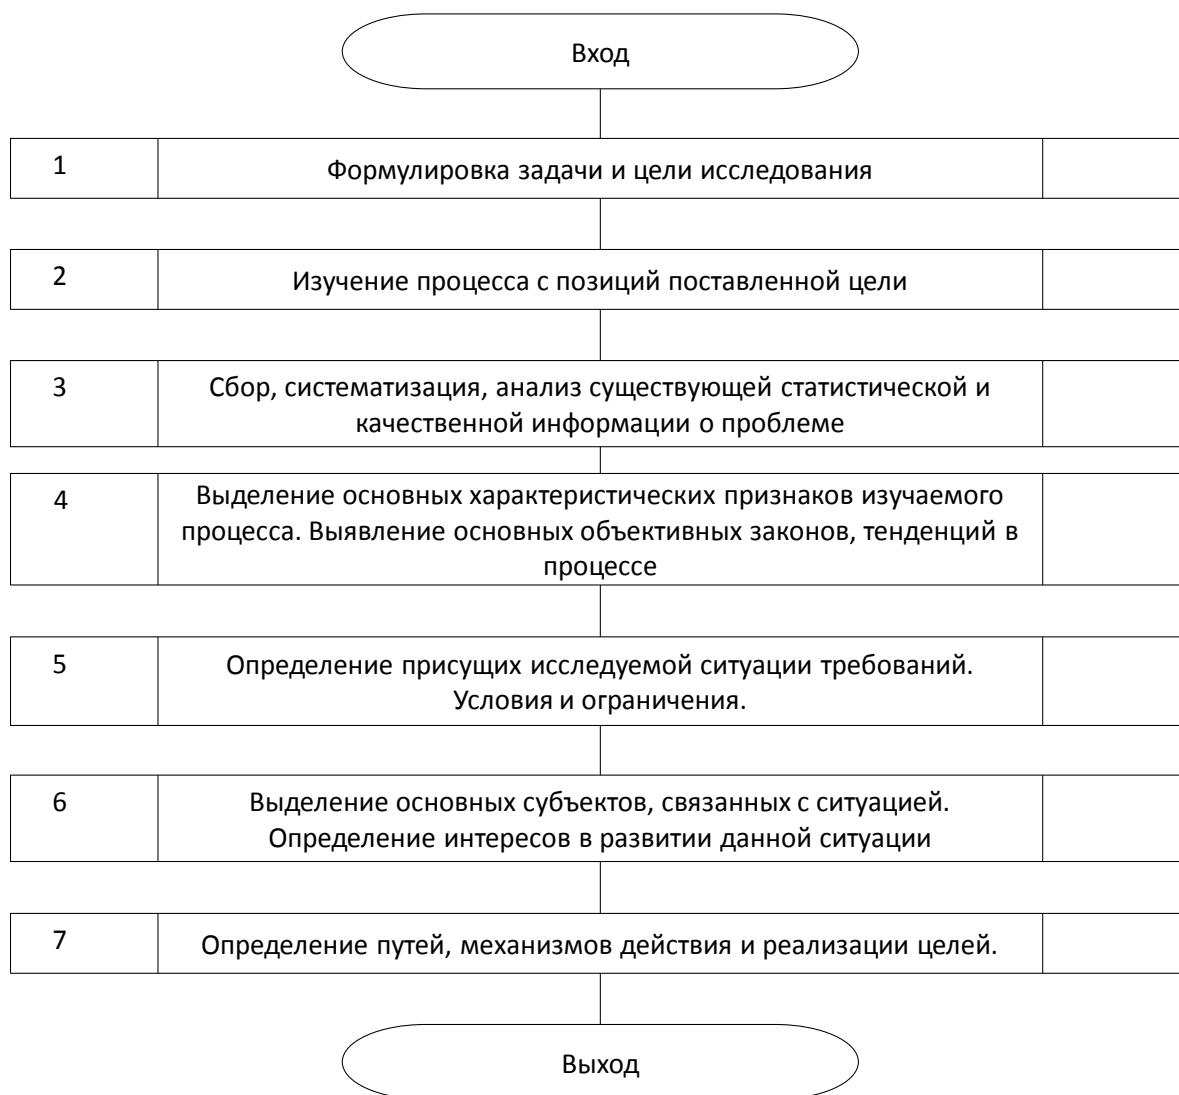 Вход
1
Формулировка задачи и цели исследования
2
Изучение процесса с позиций поставленной цели
3
Сбор, систематизация, анализ существующей статистической и
качественной информации о проблеме
4
Выделение основных характеристических признаков изучаемого
процесса. Выявление основных объективных законов, тенденций в
процессе
5
Определение присущих исследуемой ситуации требований.
Условия и ограничения.
6
Выделение основных субъектов, связанных с ситуацией.
Определение интересов в развитии данной ситуации
7
Определение путей, механизмов действия и реализации целей.
Выход